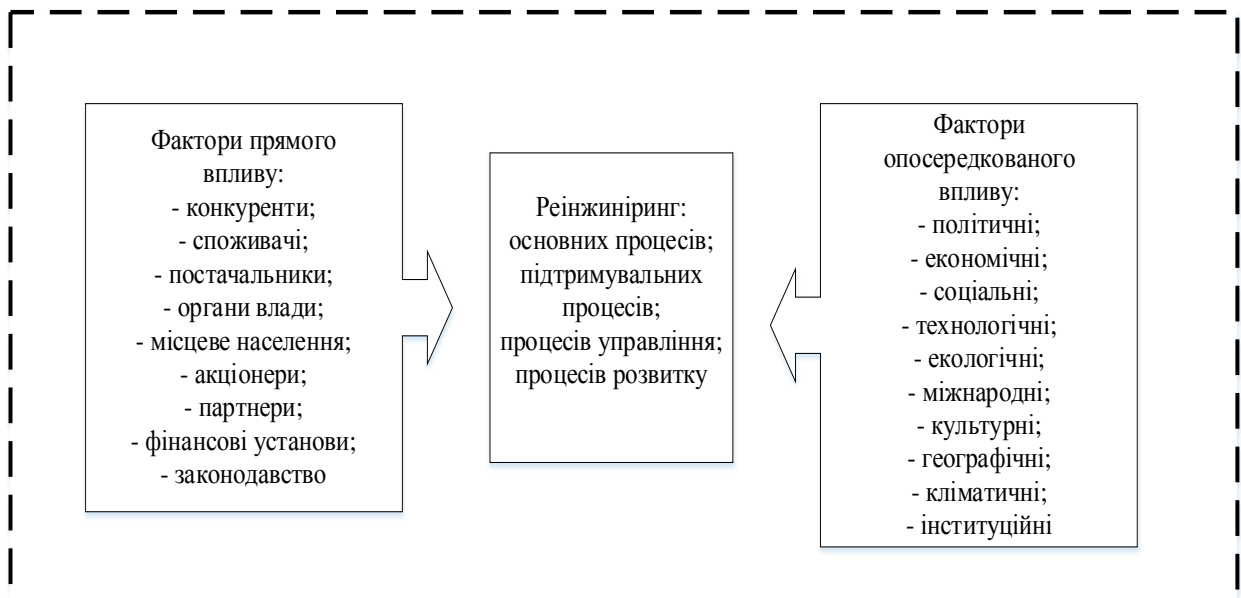 Фактори прямого
впливу:
- конкуренти;
- споживачі;
- постачальники;
- органи влади;
- місцеве населення;
- акціонери;
- партнери;
- фінансові установи;
- законодавство
Реінжиніринг:
основних процесів;
підтримувальних
процесів;
процесів управління;
процесів розвитку
Фактори
опосередкованого
впливу:
- політичні;
- економічні;
- соціальні;
- технологічні;
- екологічні;
- міжнародні;
- культурні;
- географічні;
- кліматичні;
- інституційні